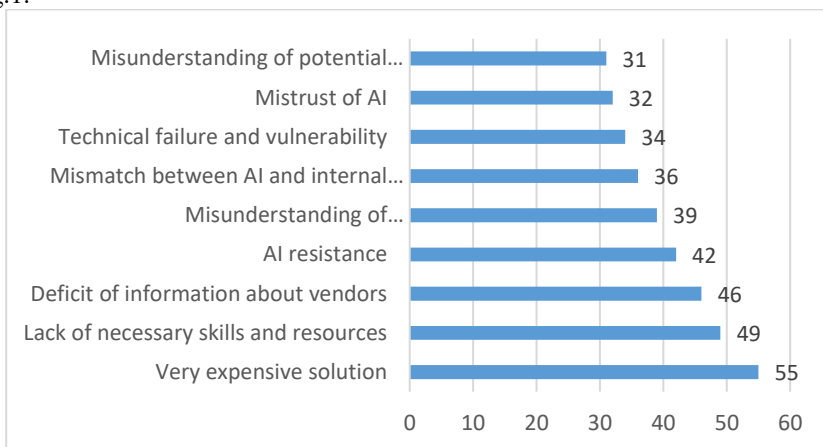 Misunderstanding of potential... 31
Mistrust of AI 32
Technical failure and vulnerability 34
Mismatch between AI and internal... 36
Misunderstanding of... 39
AI resistance 42
Deficit of information about vendors 46
Lack of necessary skills and resources 49
Very expensive solution 55
0 10 20 30 40 50 60